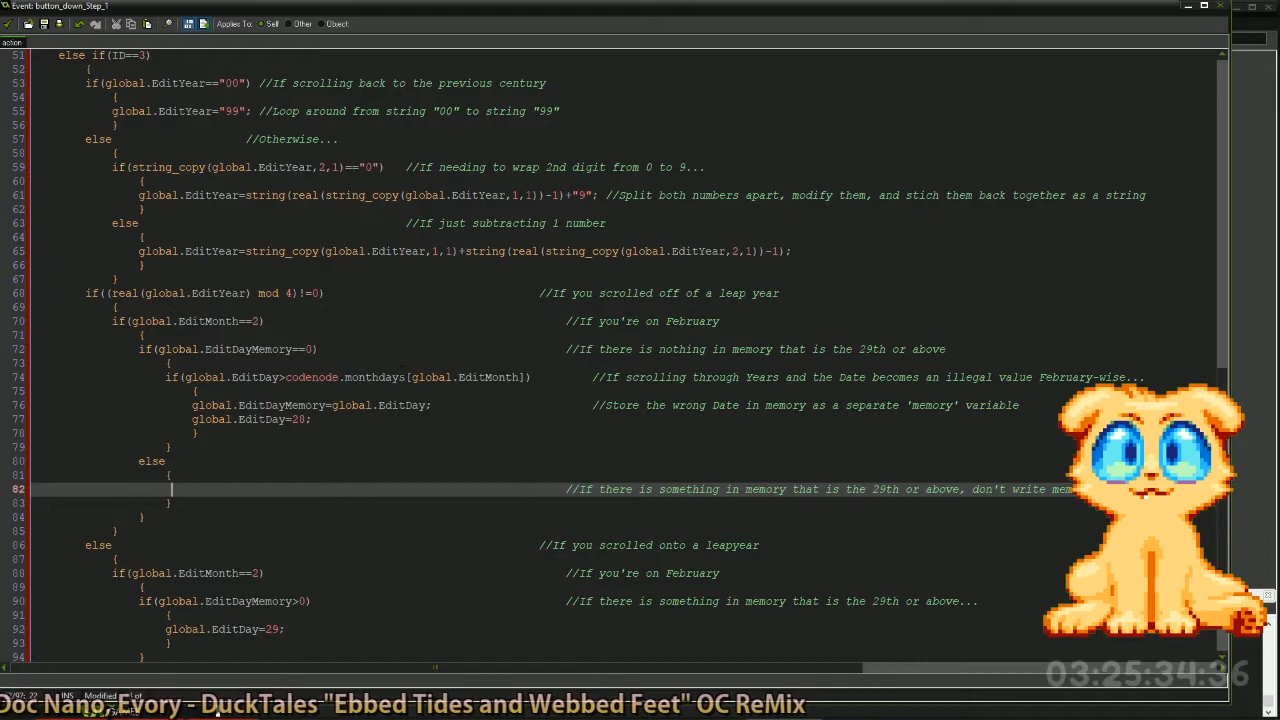 Event: button_down_Step_1
Applies To: Self Other Object:
action
51 else if(ID==3)
52 {
53 if(global.EditYear=="00") //If scrolling back to the previous century
54 {
55 global.EditYear="99"; //Loop around from string "00" to string "99"
56 }
57 else //Otherwise...
58 {
59 if(string_copy(global.EditYear,2,1)=="0") //If needing to wrap 2nd digit from 0 to 9...
60 {
61 global.EditYear=string(real(string_copy(global.EditYear,1,1))-1)+"9"; //Split both numbers apart, modify them, and stich them back together as a string
62 }
63 else //If just subtracting 1 number
64 {
65 global.EditYear=string_copy(global.EditYear,1,1)+string(real(string_copy(global.EditYear,2,1))-1);
66 }
67 }
68 if((real(global.EditYear) mod 4)!=0) //If you scrolled off of a leap year
69 {
70 if(global.EditMonth==2) //If you're on February
71 {
72 if(global.EditDayMemory==0) //If there is nothing in memory that is the 29th or above
73 {
74 if(global.EditDay>codenode.monthdays[global.EditMonth]) //If scrolling through Years and the Date becomes an illegal value February-wise...
75 {
76 global.EditDayMemory=global.EditDay; //Store the wrong Date in memory as a separate 'memory' variable
77 global.EditDay=28;
78 }
79 }
80 else
81 {
82 //If there is something in memory that is the 29th or above, don't write mem
83 }
84 }
85 }
86 else //If you scrolled onto a leapyear
87 {
88 if(global.EditMonth==2) //If you're on February
89 {
90 if(global.EditDayMemory>0) //If there is something in memory that is the 29th or above...
91 {
92 global.EditDay=29;
93 }
94 }
03:25:34:36
INS Modified
Doc Nano, Evory - DuckTales "Ebbed Tides and Webbed Feet" OC ReMix